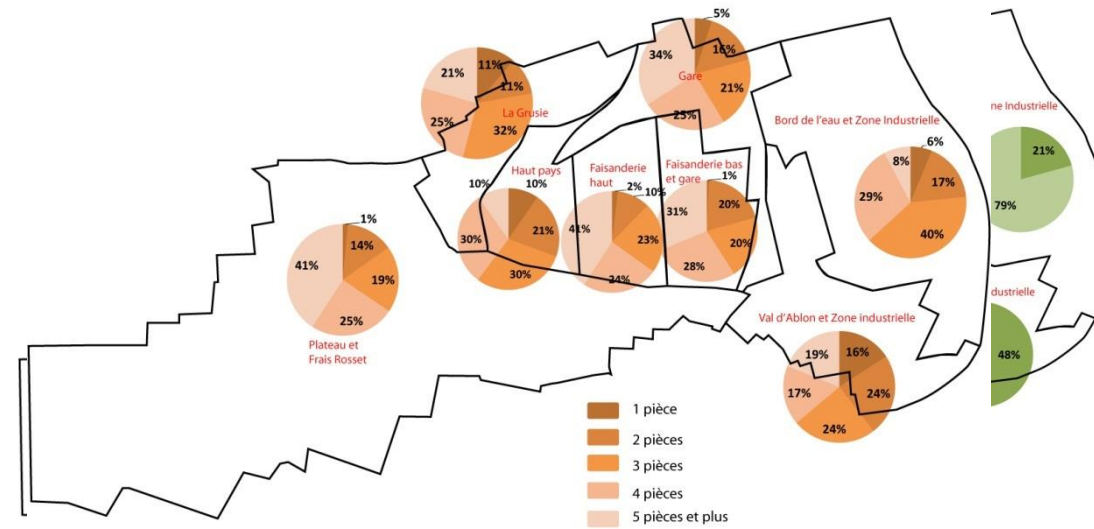 5%
16%
34%
Gare
21%
25%
11%
21%
11%
La Grusie
25%
32%
Bord de l'eau et Zone Industrielle
6%
8%
17%
29%
40%
ne Industrielle
21%
79%
Haut pays
10%
10%
21%
30%
30%
Faisanderie
haut
2%
10%
41%
23%
24%
Faisanderie bas
et gare
1%
20%
31%
20%
28%
1%
14%
41%
19%
25%
Plateau et
Frais Rosset
Val d'Ablon et Zone industrielle
16%
19%
24%
17%
24%
dustrielle
48%
1 pièce
2 pièces
3 pièces
4 pièces
5 pièces et plus